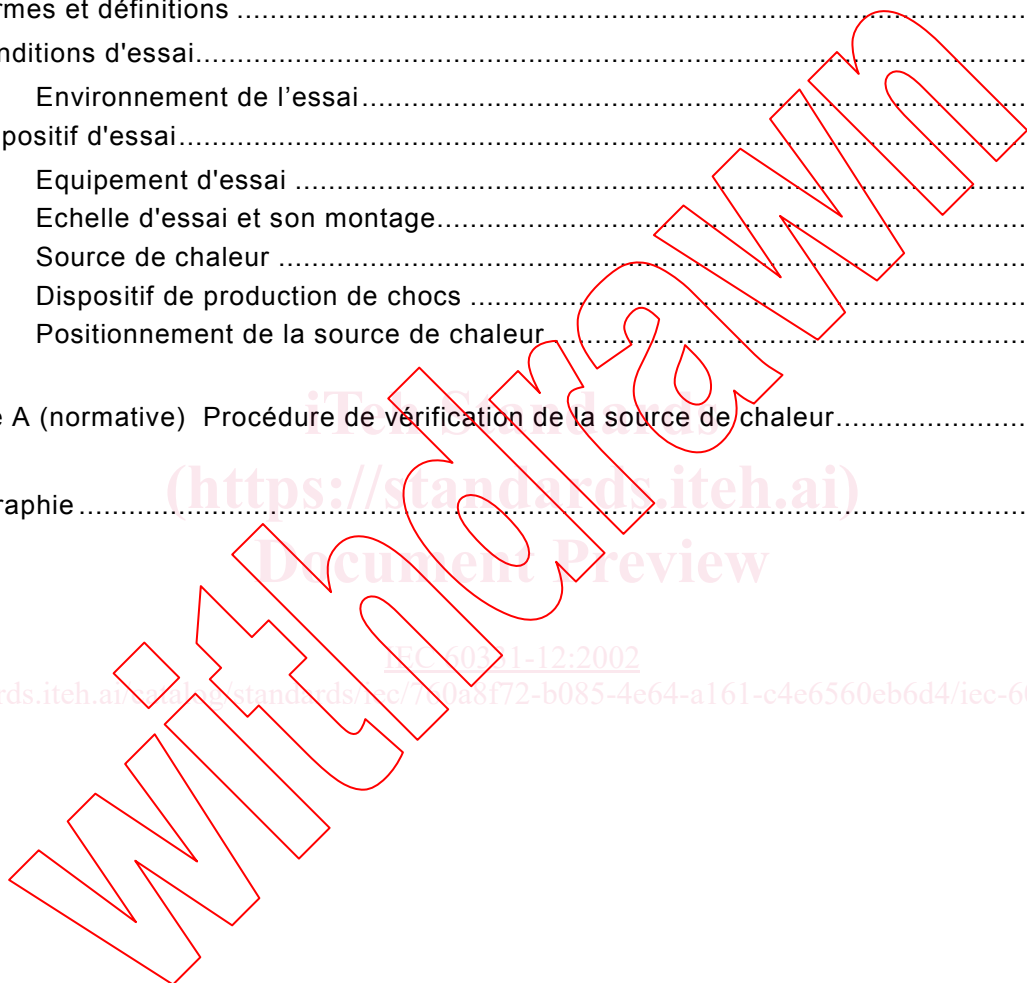 rmes et définitions
nditions d'essai
Environnement de l'essai
positif d'essai
Equipement d'essai
Echelle d'essai et son montage
Source de chaleur
Dispositif de production de chocs
Positionnement de la source de chaleur
iTeh Standards
e A (normative) Procédure de vérification de la source de chaleur
(https://standards.iteh.ai)
raphie
Document Preview
IEC 60331-12:2002
rds.iteh.ai/catalog/standards/iec/760a8f72-b085-4e64-a161-c4e6560eb6d4/iec-6
withdrawn